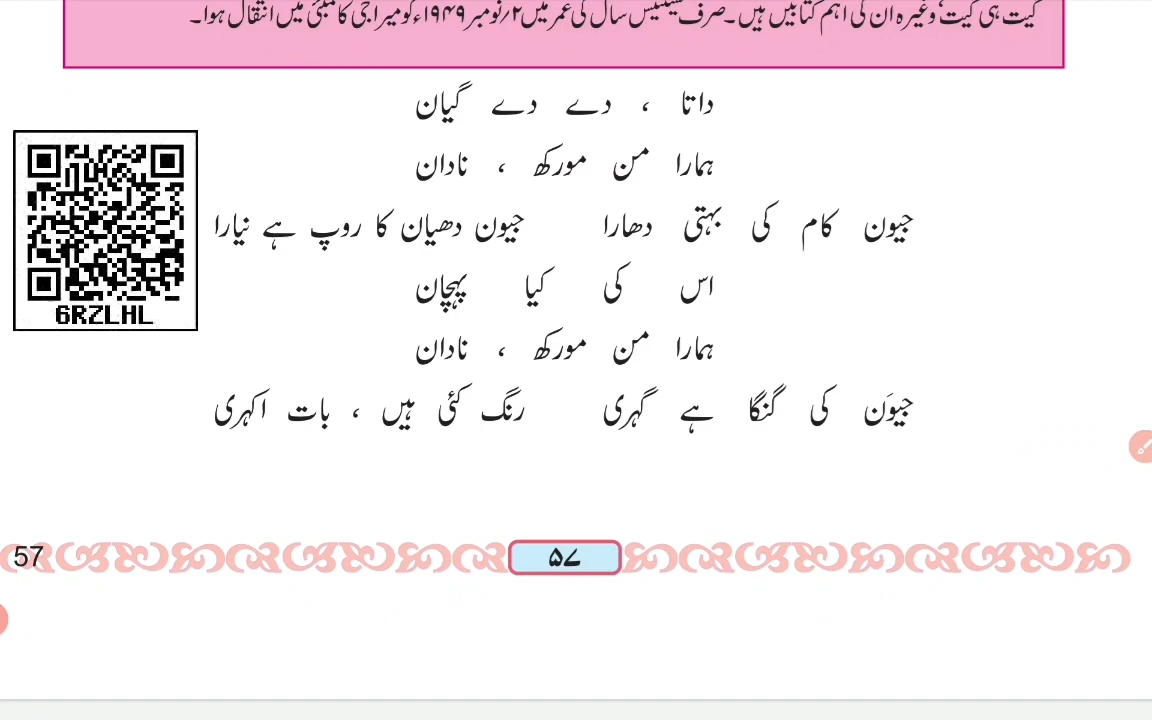 گیت ہی گیت، وغیرہ ان کی اہم کتابیں ہیں۔ صرف سینتیس سال کی عمر میں ۲؍نومبر ۱۹۴۹ء کو میراجی کا ممبئی میں انتقال ہوا۔
داتا ، دے دے گیان
ہمارا من مورکھ ، نادان
جیون کام کی بہتی دھارا جیون دھیان کا روپ ہے نیارا
اس کی کیا پہچان
ہمارا من مورکھ ، نادان
جیوَن کی گنگا ہے گہری رنگ کئی ہیں ، بات اکہری
6RZLHL
57
۵۷